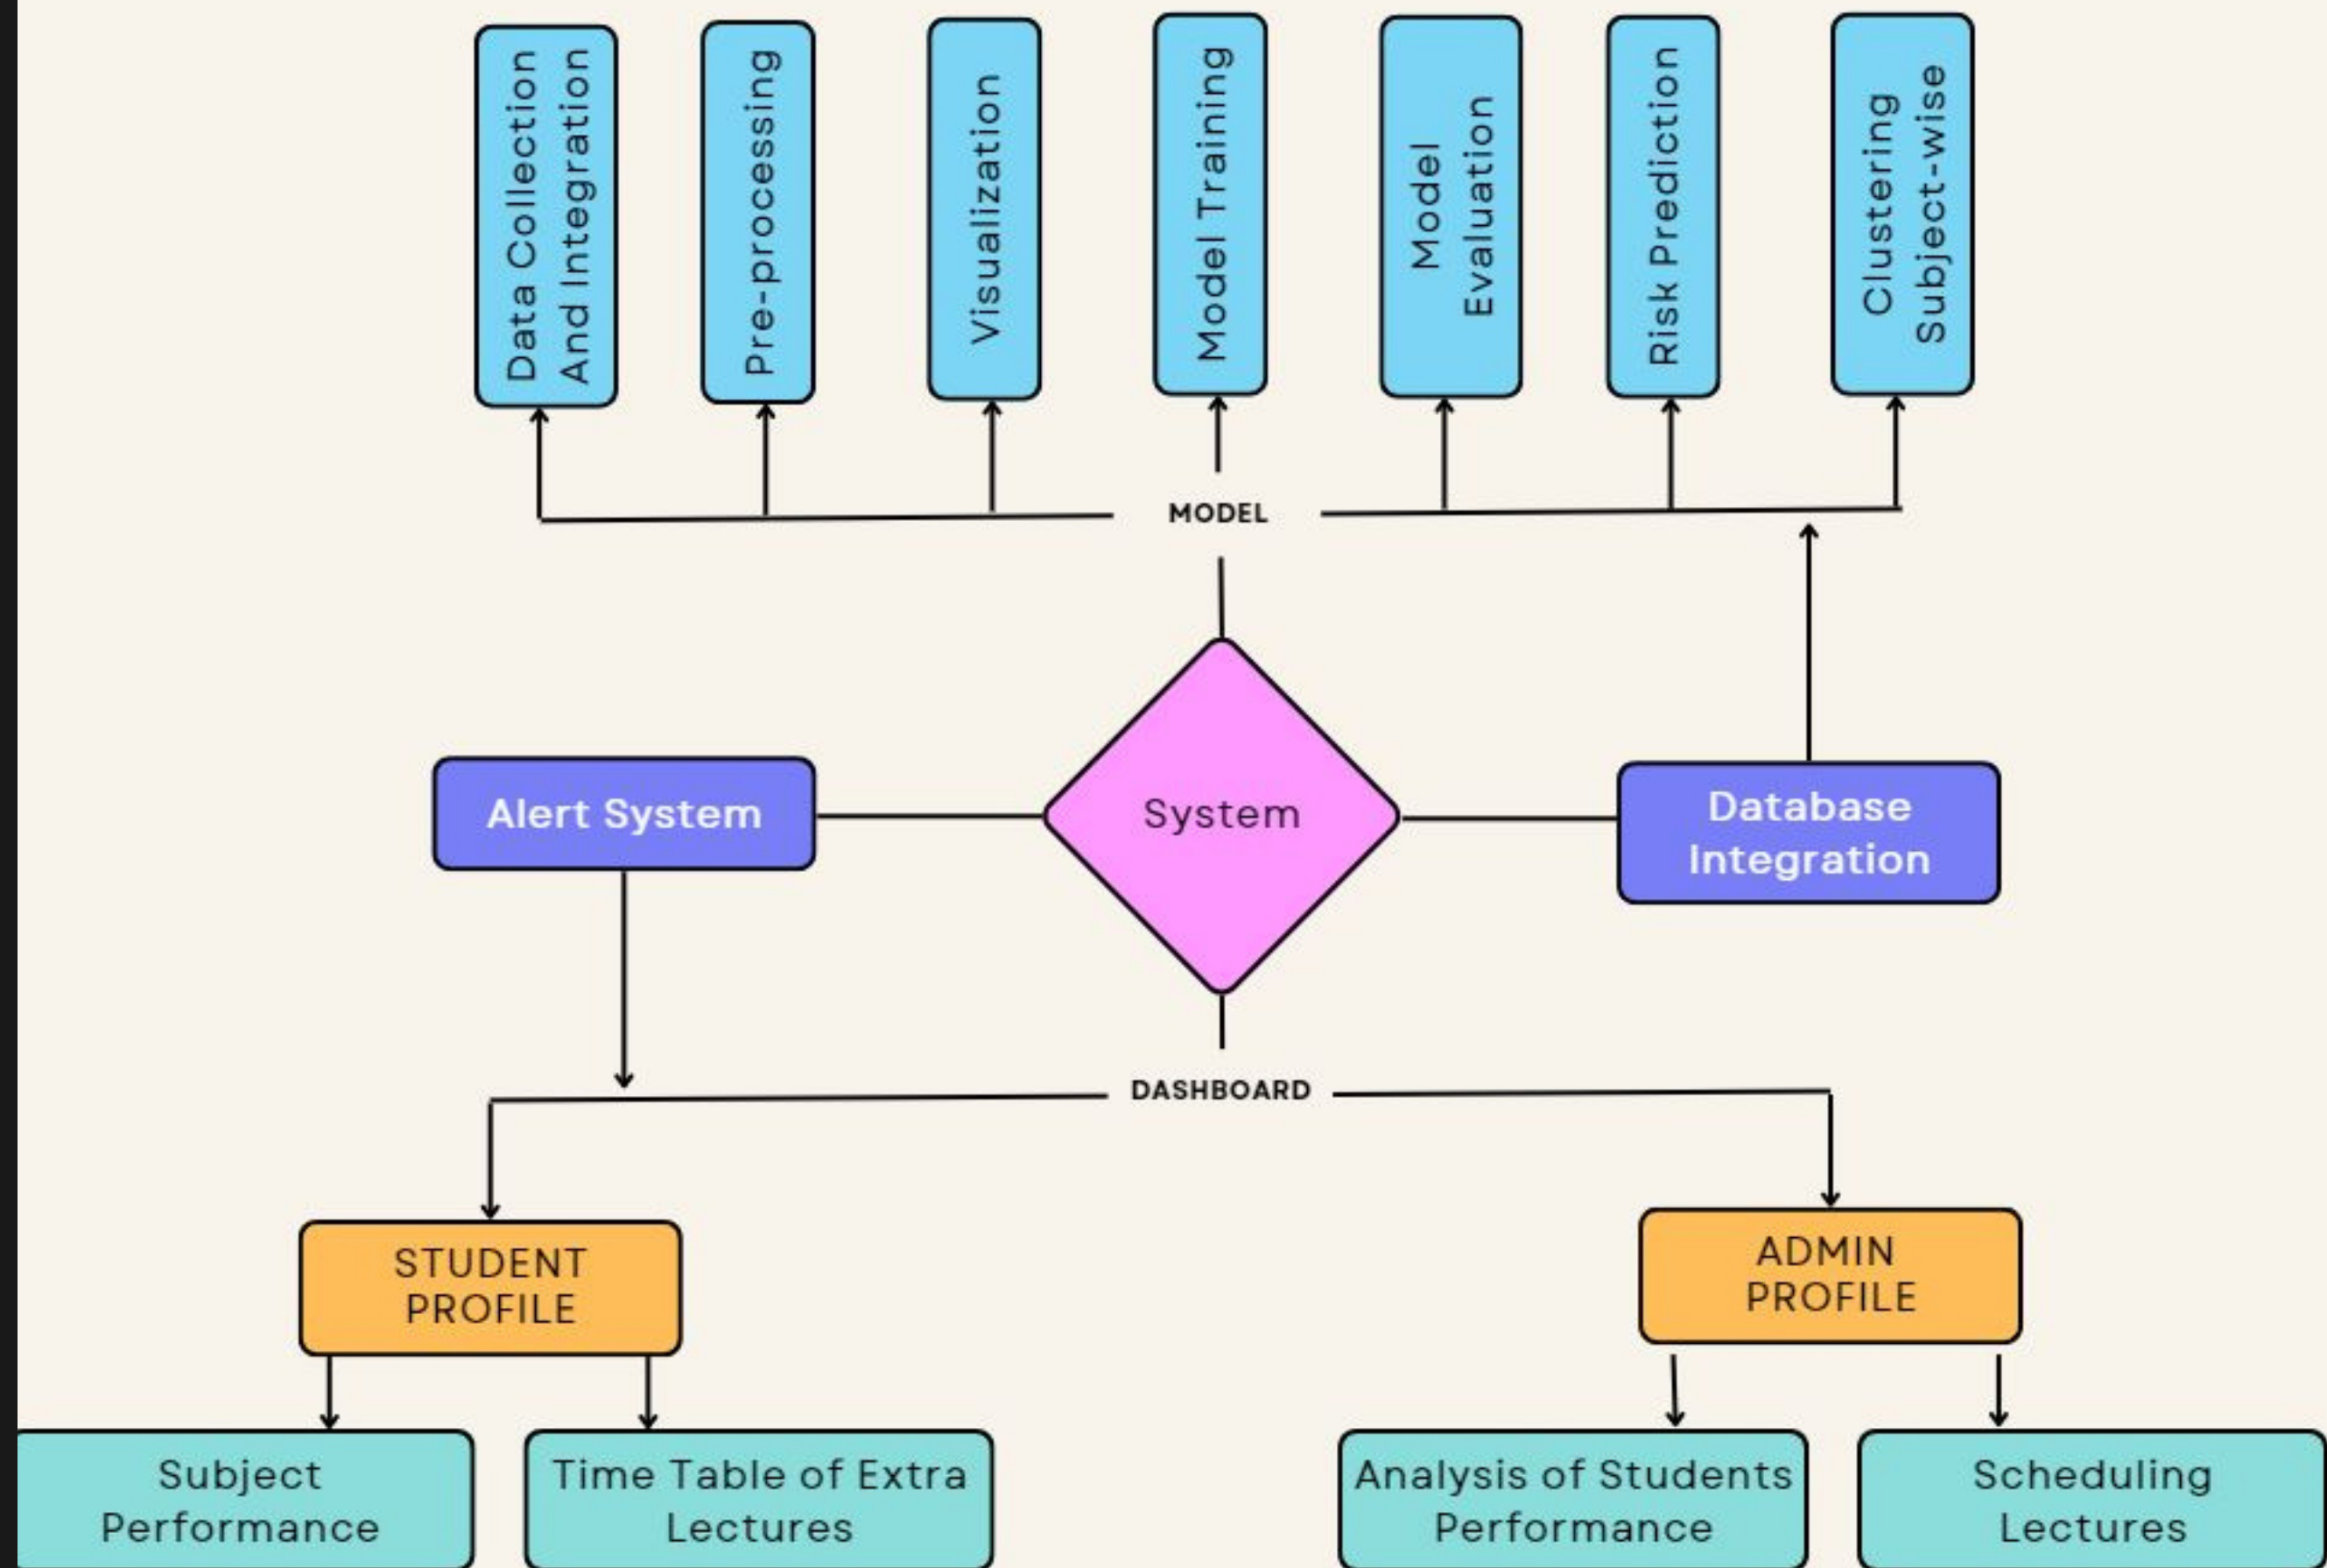 Data Collection
And Integration
Pre-processing
Visualization
Model Training
Model
Evaluation
Risk Prediction
Clustering
Subject-wise
MODEL
Alert System
System
Database
Integration
DASHBOARD
STUDENT
PROFILE
ADMIN
PROFILE
Subject
Performance
Time Table of Extra
Lectures
Analysis of Students
Performance
Scheduling
Lectures